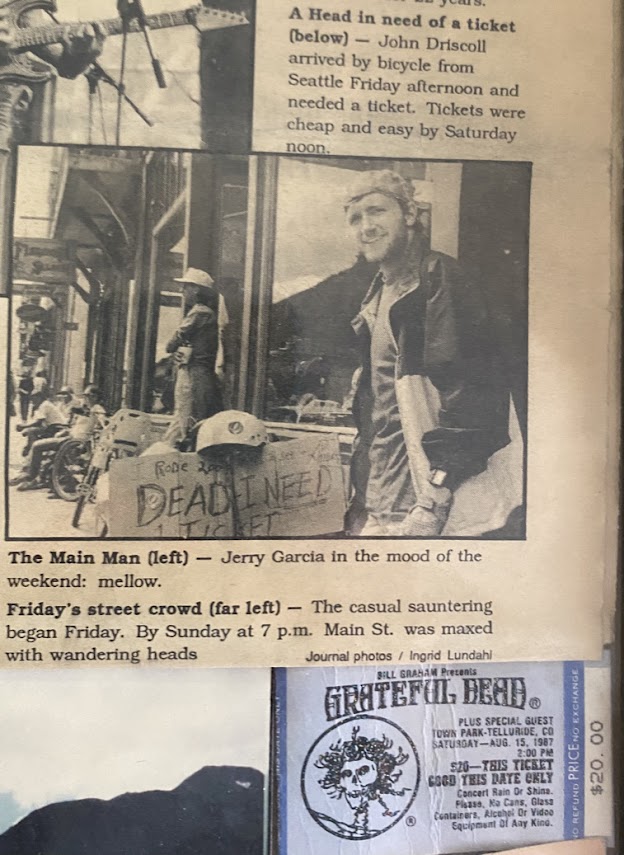 years.
A Head in need of a ticket
(below) — John Driscoll
arrived by bicycle from
Seattle Friday afternoon and
needed a ticket. Tickets were
cheap and easy by Saturday
noon.
I RODE
DEAD I NEED
1 TICKET
The Main Man (left) — Jerry Garcia in the mood of the
weekend: mellow.
Friday's street crowd (far left) — The casual sauntering
began Friday. By Sunday at 7 p.m. Main St. was maxed
with wandering heads
Journal photos / Ingrid Lundahl
BILL GRAHAM Presents
GRATEFUL DEAD®
PLUS SPECIAL GUEST
TOWN PARK-TELLURIDE, CO
SATURDAY—AUG. 15, 1987
2:00 PM
$20—THIS TICKET
GOOD THIS DATE ONLY
Concert Rain Or Shine.
Please, No Cans, Glass
Containers, Alcohol Or Video
Equipment Of Any Kind.
®
NO REFUND PRICE NO EXCHANGE
$20.00